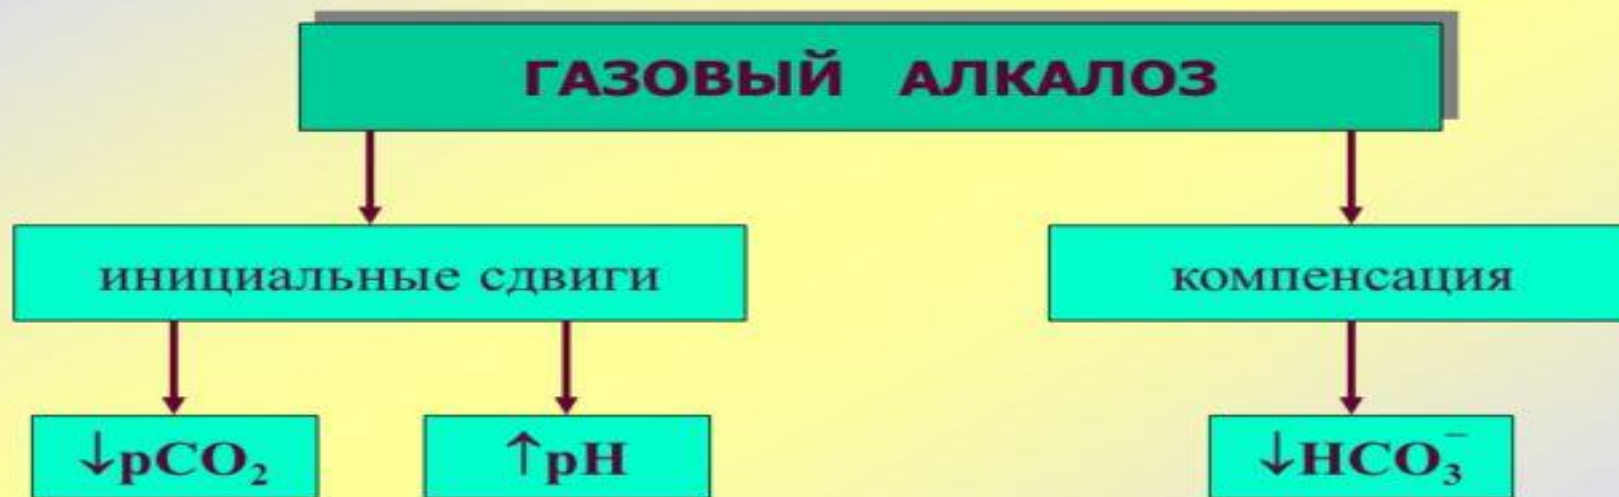 ГАЗОВЫЙ АЛКАЛОЗ
инициальные сдвиги
компенсация
↓pCO₂
↑pH
↓HCO₃⁻